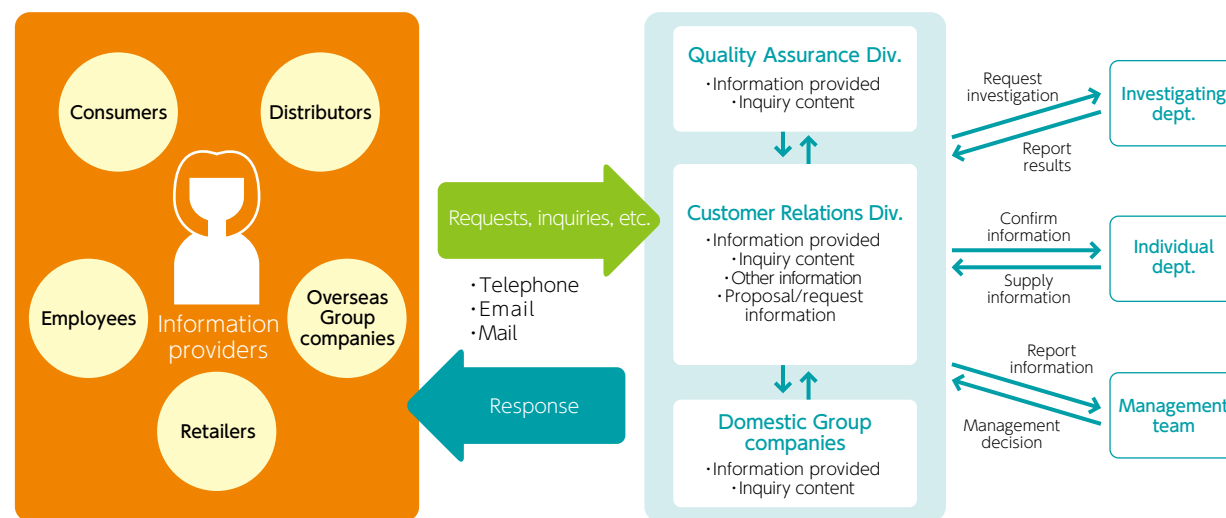 Consumers
Distributors
Employees
Information
providers
Overseas
Group
companies
Retailers
Requests, inquiries, etc.
・Telephone
・Email
・Mail
Response
Quality Assurance Div.
・Information provided
・Inquiry content
Customer Relations Div.
・Information provided
・Inquiry content
・Other information
・Proposal/request
information
Domestic Group
companies
・Information provided
・Inquiry content
Request
investigation
Report
results
Investigating
dept.
Confirm
information
Supply
information
Individual
dept.
Report
information
Management
decision
Management
team